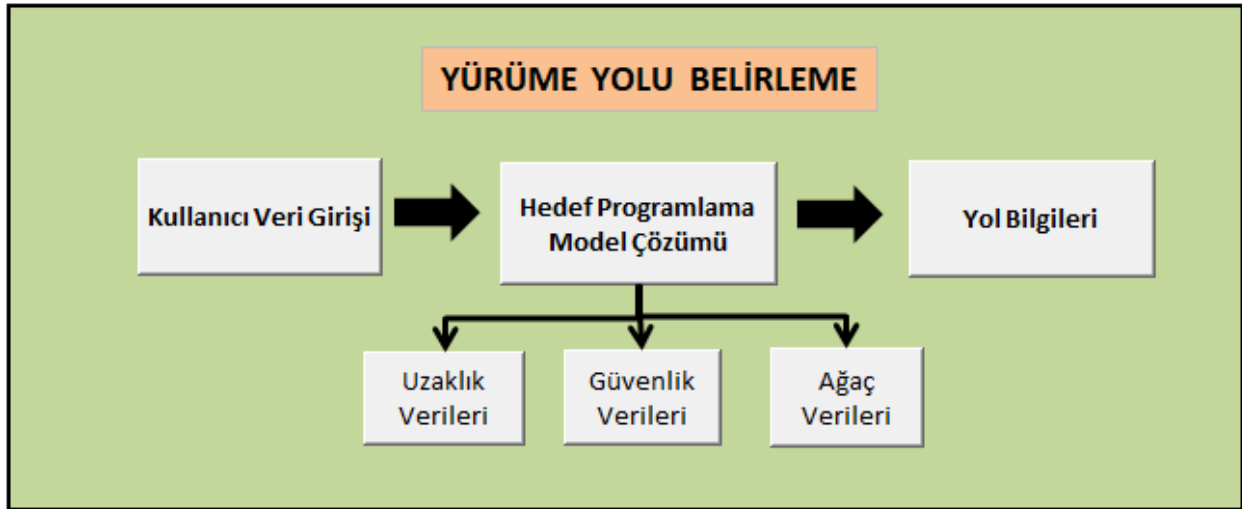 YÜRÜME YOLU BELİRLEME
Kullanıcı Veri Girişi
Hedef Programlama
Model Çözümü
Yol Bilgileri
Uzaklık
Verileri
Güvenlik
Verileri
Ağaç
Verileri